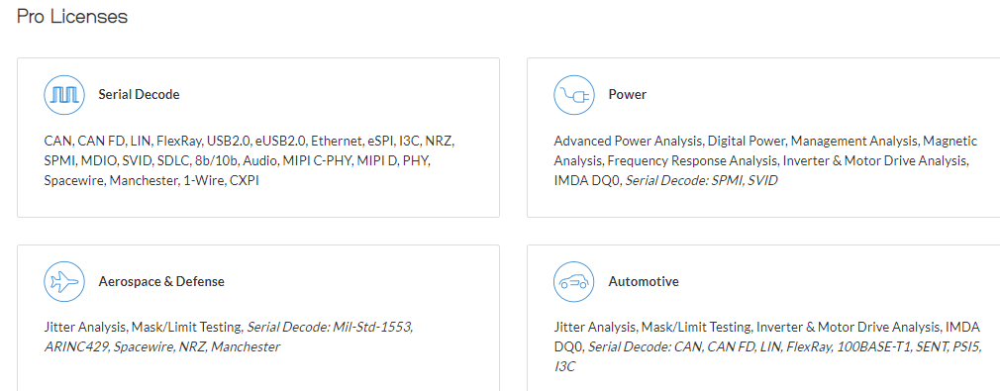 Pro Licenses
Serial Decode
CAN, CAN FD, LIN, FlexRay, USB2.0, eUSB2.0, Ethernet, eSPI, I3C, NRZ,
SPMI, MDIO, SVID, SDLC, 8b/10b, Audio, MIPI C-PHY, MIPI D, PHY,
Spacewire, Manchester, 1-Wire, CXPI
Power
Advanced Power Analysis, Digital Power, Management Analysis, Magnetic
Analysis, Frequency Response Analysis, Inverter & Motor Drive Analysis,
IMDA DQ0, Serial Decode: SPMI, SVID
Aerospace & Defense
Jitter Analysis, Mask/Limit Testing, Serial Decode: Mil-Std-1553,
ARINC429, Spacewire, NRZ, Manchester
Automotive
Jitter Analysis, Mask/Limit Testing, Inverter & Motor Drive Analysis, IMDA
DQ0, Serial Decode: CAN, CAN FD, LIN, FlexRay, 100BASE-T1, SENT, PSI5,
I3C